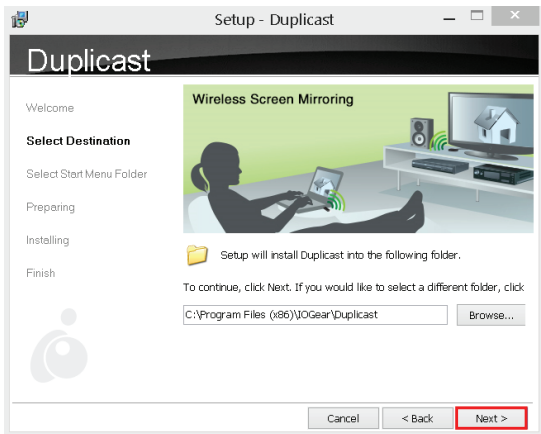 Setup - Duplicast
Duplicast
Welcome
Select Destination
Select Start Menu Folder
Preparing
Installing
Finish
Wireless Screen Mirroring
Setup will install Duplicast into the following folder.
To continue, click Next. If you would like to select a different folder, click
C:\Program Files (x86)\IOGear\Duplicast
Browse...
Cancel
< Back
Next >